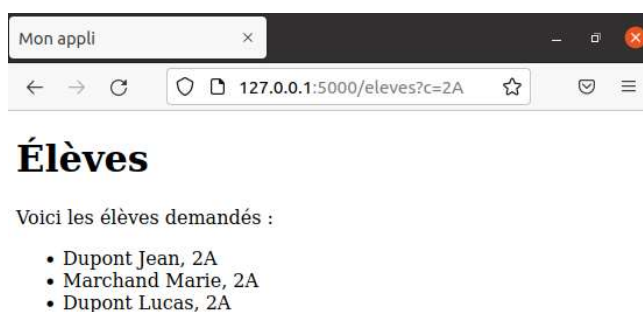 Mon appli
127.0.0.1:5000/eleves?c=2A
Élèves
Voici les élèves demandés :
• Dupont Jean, 2A
• Marchand Marie, 2A
• Dupont Lucas, 2A